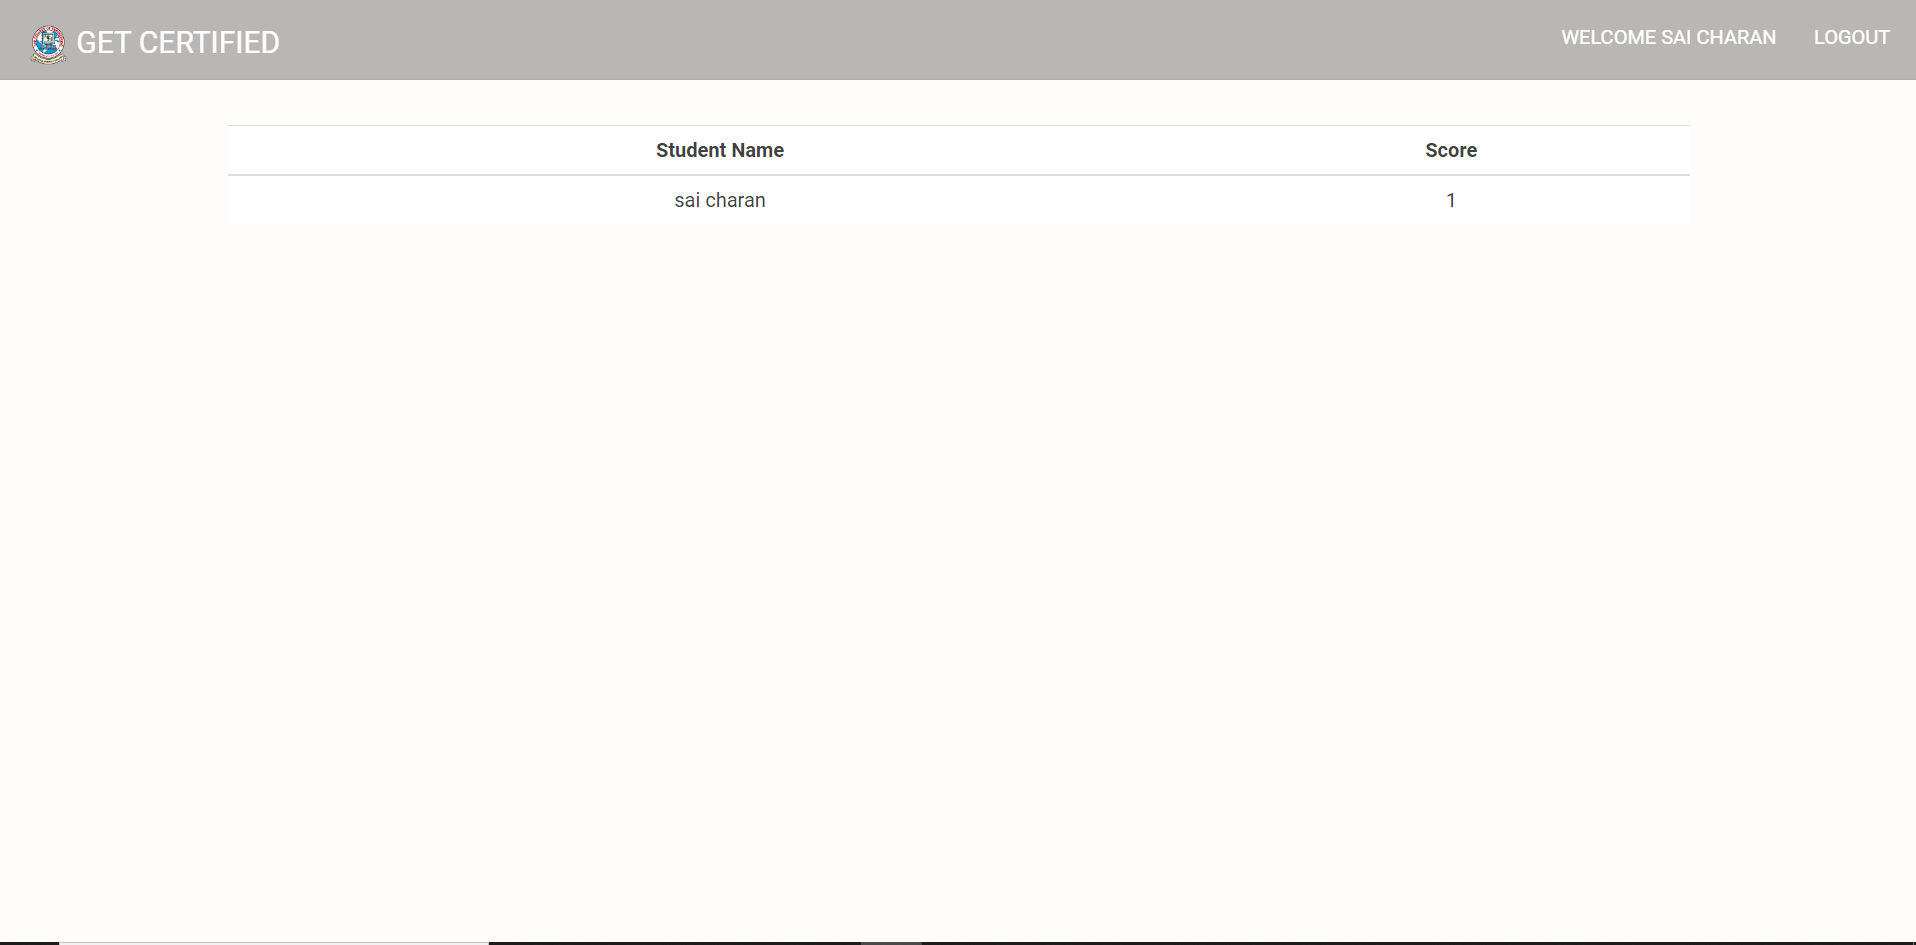 GET CERTIFIED
WELCOME SAI CHARAN
LOGOUT
Student Name Score
sai charan 1